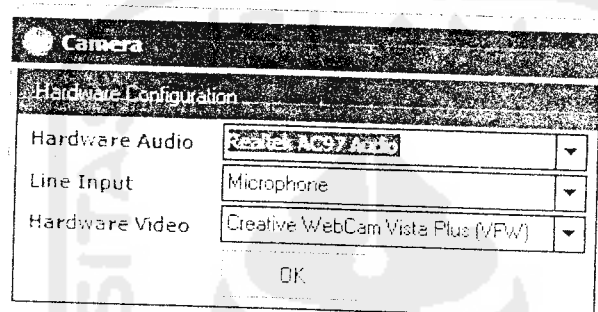 Camera
Hardware Configuration
Hardware Audio Realtek AC97 Audio
Line Input Microphone
Hardware Video Creative WebCam Vista Plus (VFW)
OK
SITAS